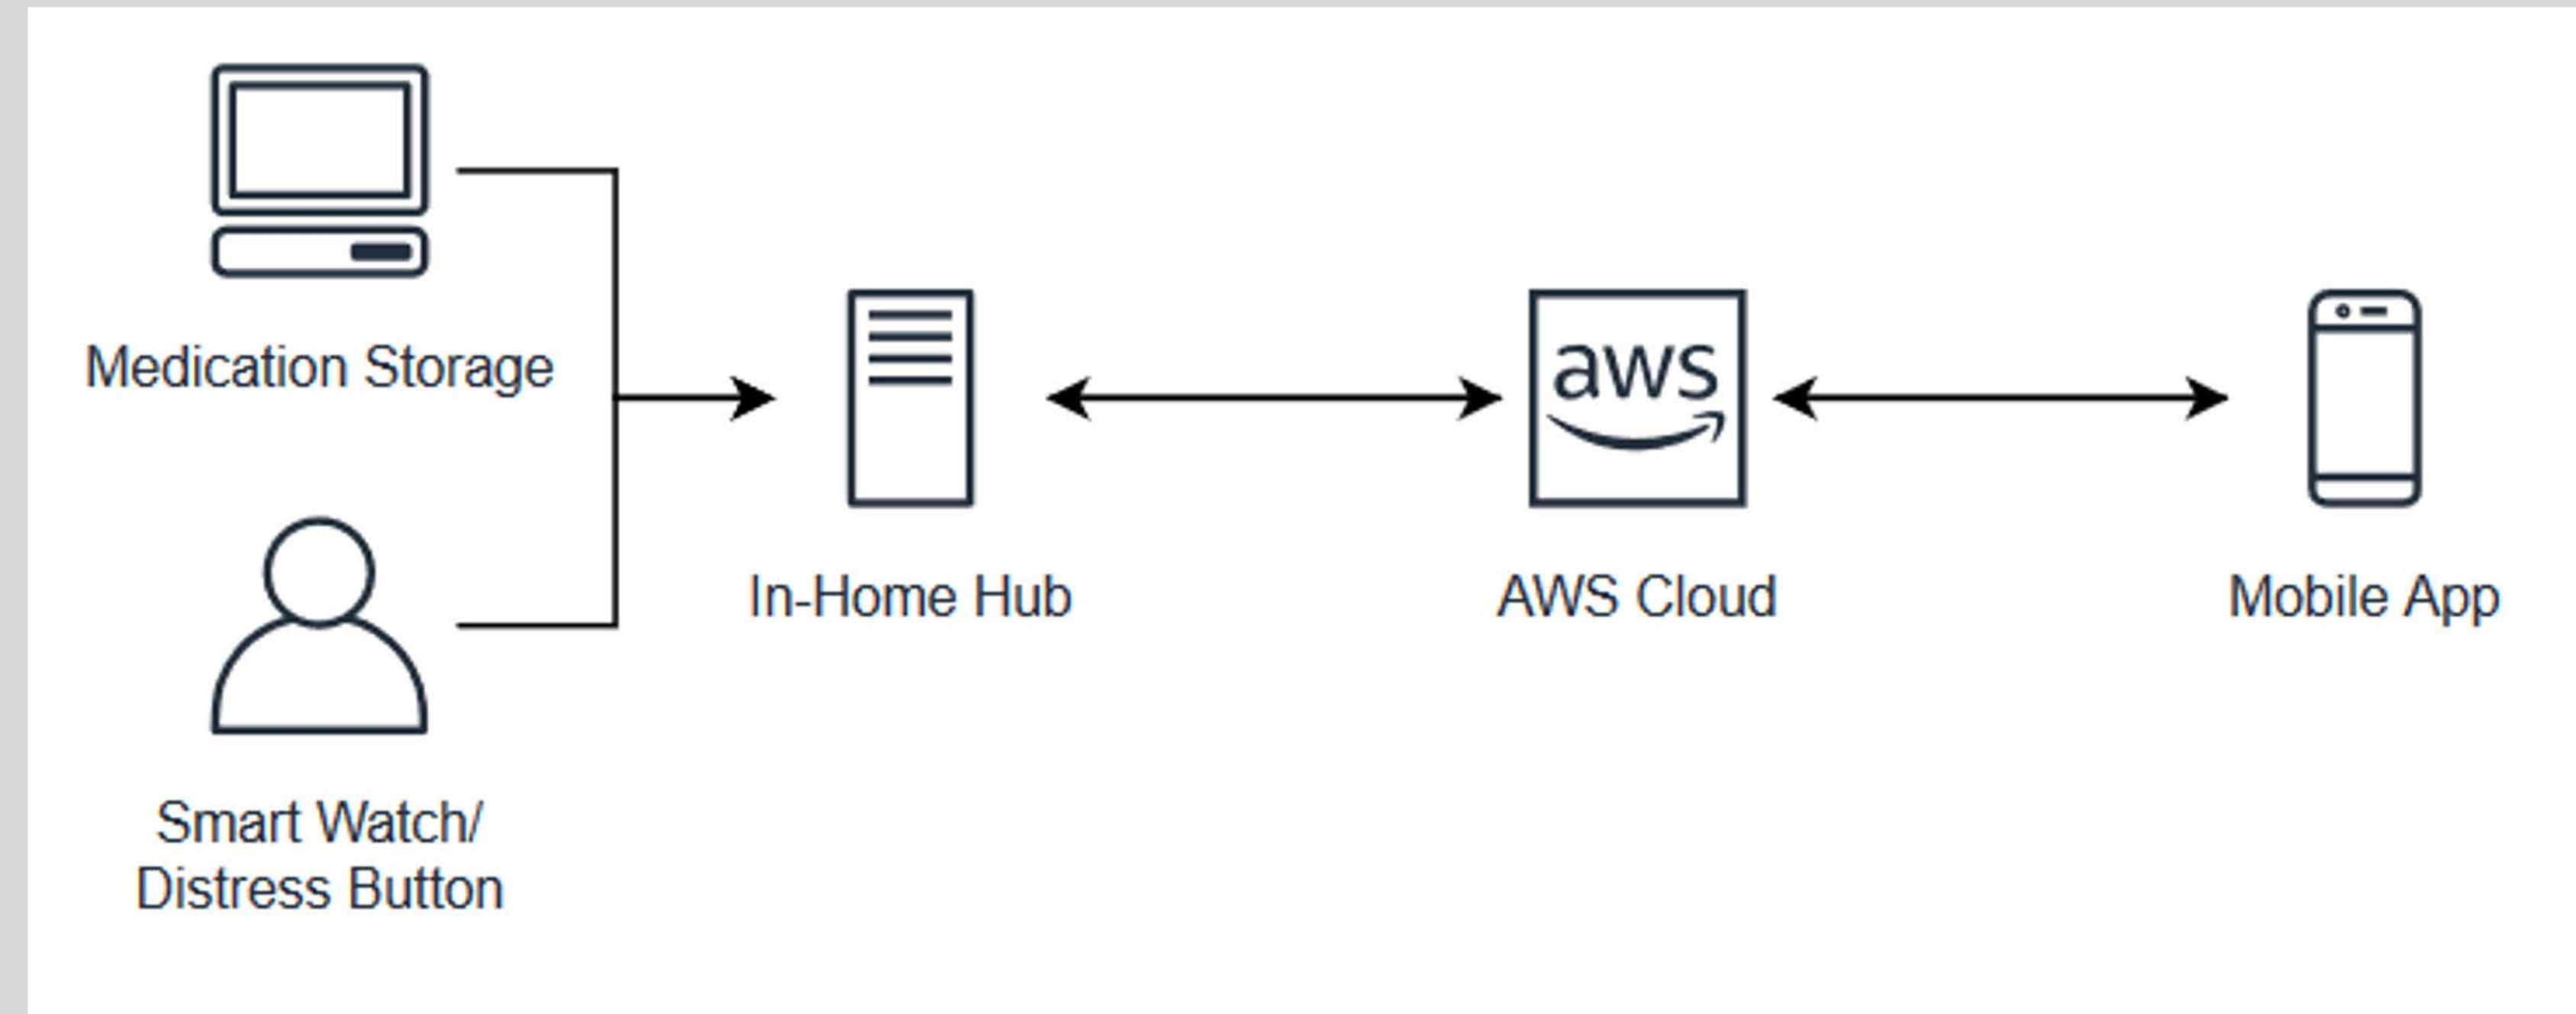 Medication Storage
In-Home Hub
aws
AWS Cloud
Mobile App
Smart Watch/
Distress Button